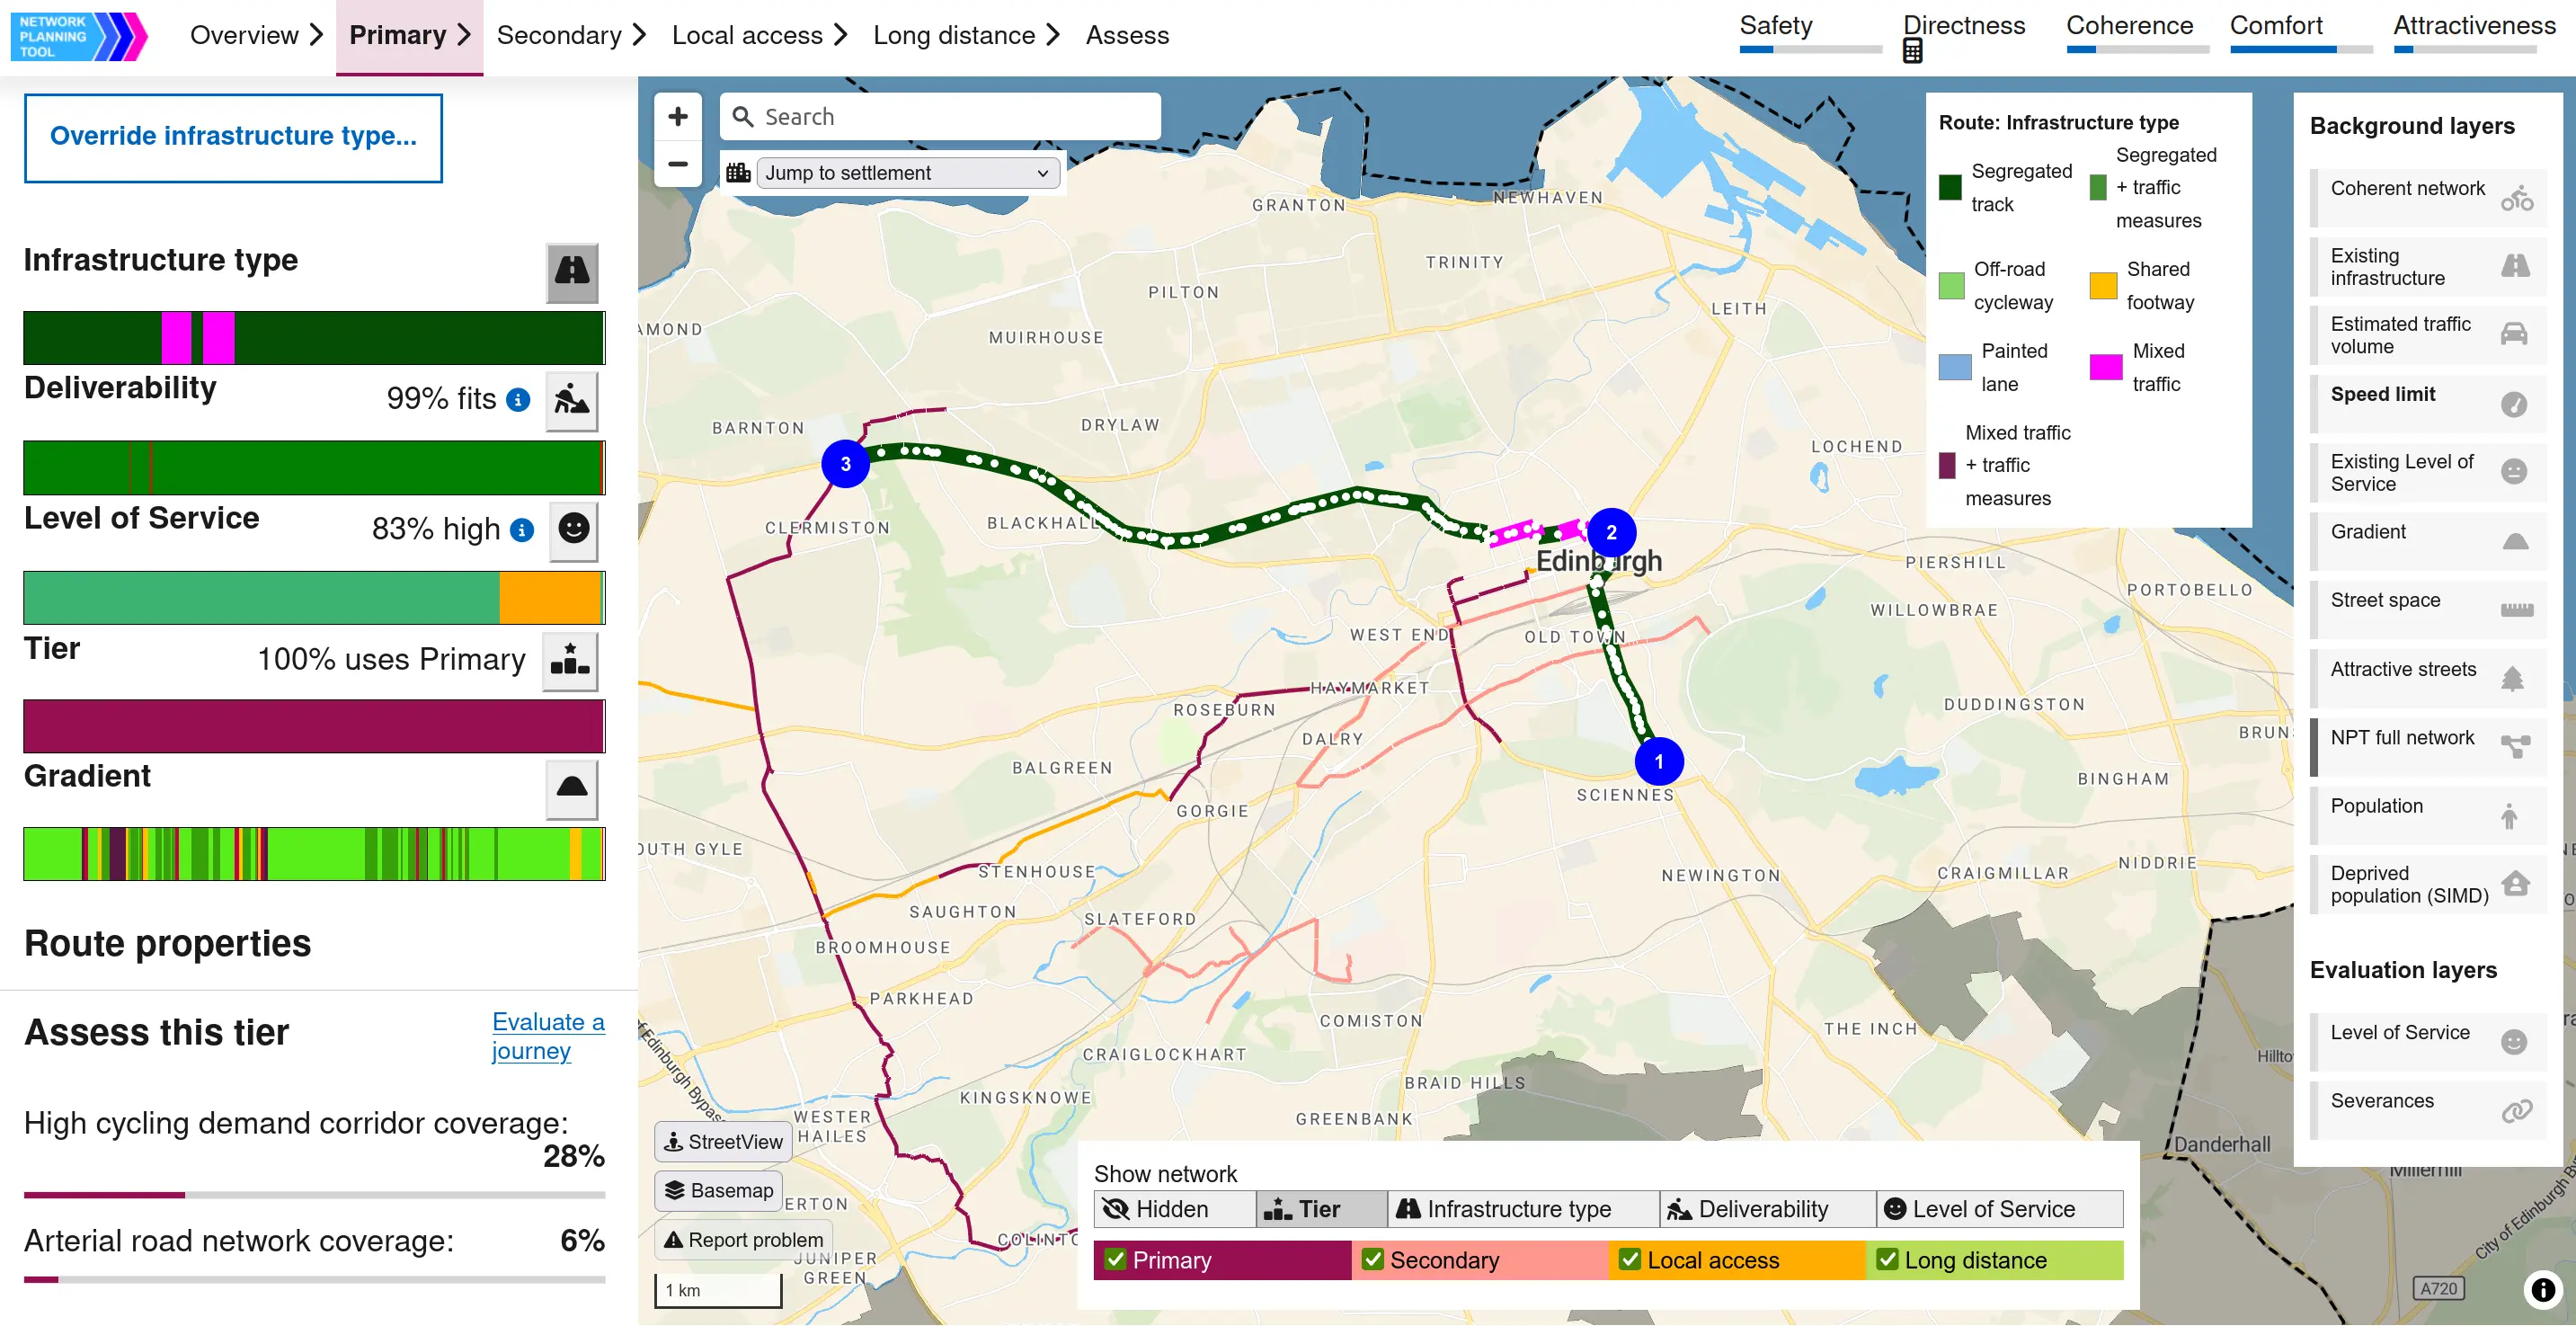 NETWORK
PLANNING
TOOL
Overview
Primary
Secondary
Local access
Long distance
Assess
Safety
Directness
Coherence
Comfort
Attractiveness
Override infrastructure type...
Infrastructure type
Deliverability
99% fits
Level of Service
83% high
Tier
100% uses Primary
Gradient
Route properties
Assess this tier
Evaluate a
journey
High cycling demand corridor coverage:
28%
Arterial road network coverage:
6%
+
−
Search
Jump to settlement
GRANTON
NEWHAVEN
TRINITY
PILTON
LEITH
AMOND
MUIRHOUSE
BARNTON
DRYLAW
LOCHEND
3
CLERMISTON
BLACKHALL
2
Edinburgh
PIERSHILL
PORTOBELLO
WILLOWBRAE
WEST END
OLD TOWN
HAYMARKET
ROSEBURN
DUDDINGSTON
DALRY
BRUN
1
BALGREEN
BINGHAM
SCIENNES
GORGIE
OUTH GYLE
NIDDRIE
STENHOUSE
NEWINGTON
CRAIGMILLAR
SAUGHTON
SLATEFORD
BROOMHOUSE
PARKHEAD
COMISTON
THE INCH
CRAIGLOCKHART
of Edinburgh Bypass
BRAID HILLS
KINGSKNOWE
GREENBANK
WESTER
HAILES
Danderhall
Hillto
Millerhill
ERTON
COLINTO
JUNIPER
GREEN
City of Edinburgh By
A720
StreetView
Basemap
Report problem
1 km
Route: Infrastructure type
Segregated
track
Segregated
+ traffic
measures
Off-road
cycleway
Shared
footway
Painted
lane
Mixed
traffic
Mixed traffic
+ traffic
measures
Background layers
Coherent network
Existing
infrastructure
Estimated traffic
volume
Speed limit
Existing Level of
Service
Gradient
Street space
Attractive streets
NPT full network
Population
Deprived
population (SIMD)
Evaluation layers
Level of Service
Severances
Show network
Hidden
Tier
Infrastructure type
Deliverability
Level of Service
Primary
Secondary
Local access
Long distance